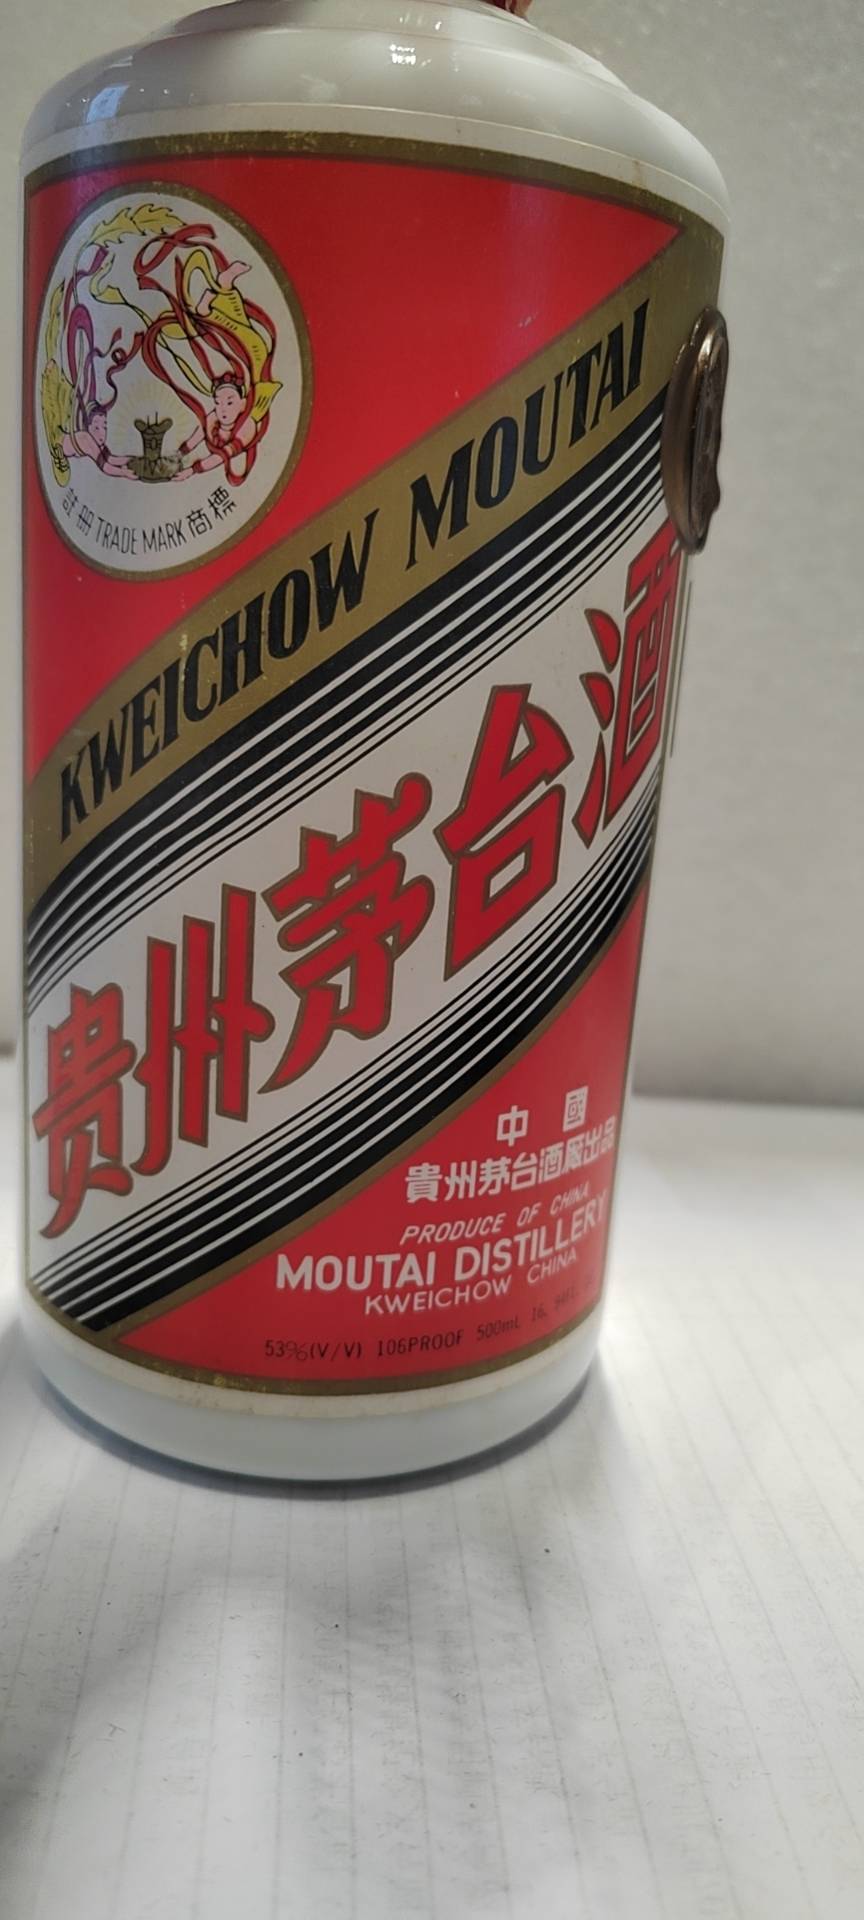 註冊 TRADE MARK 商標
KWEICHOW MOUTAI
贵州茅台酒
中國
貴州茅台酒廠出品
PRODUCE OF CHINA
MOUTAI DISTILLERY
KWEICHOW CHINA
53%(V/V) 106PROOF 500mL 16.